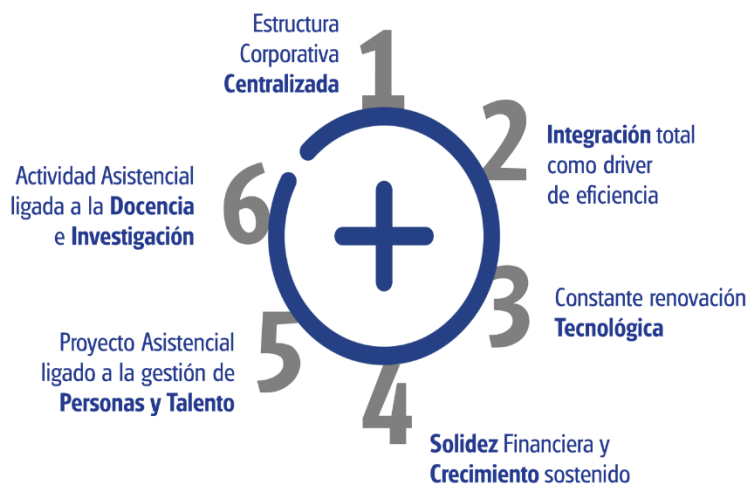 1
Estructura
Corporativa
Centralizada
2
Integración total
como driver
de eficiencia
3
Constante renovación
Tecnológica
4
Solidez Financiera y
Crecimiento sostenido
5
Proyecto Asistencial
ligado a la gestión de
Personas y Talento
6
Actividad Asistencial
ligada a la Docencia
e Investigación